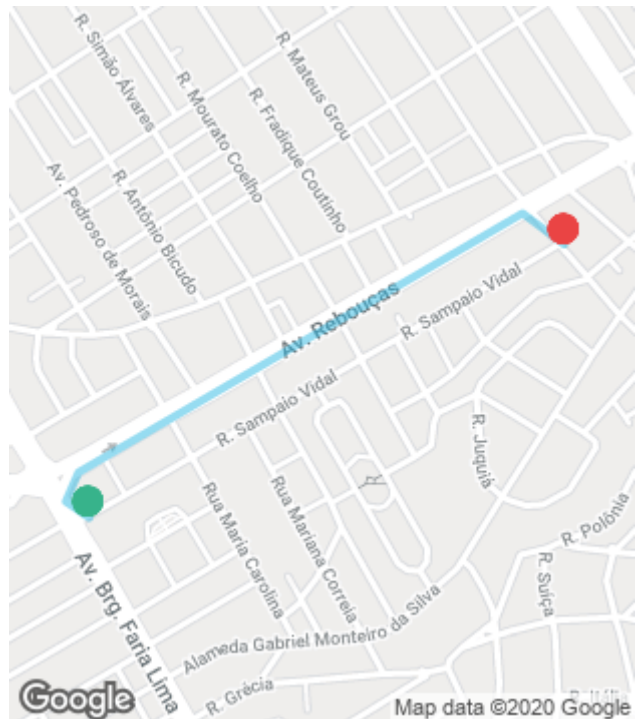 R. Simão Álvares
R. Mourato Coelho
R. Mateus Grou
R. Fradique Coutinho
Av. Pedroso de Morais
R. Antônio Bicudo
Av. Rebouças
R. Sampaio Vidal
R. Sampaio Vidal
R. Juquiá
R. Polônia
R. Suíça
Rua Maria Carolina
Rua Mariana Correia
Av. Brg. Faria Lima
Alameda Gabriel Monteiro da Silva
R. Grécia
Google
Map data ©2020 Google